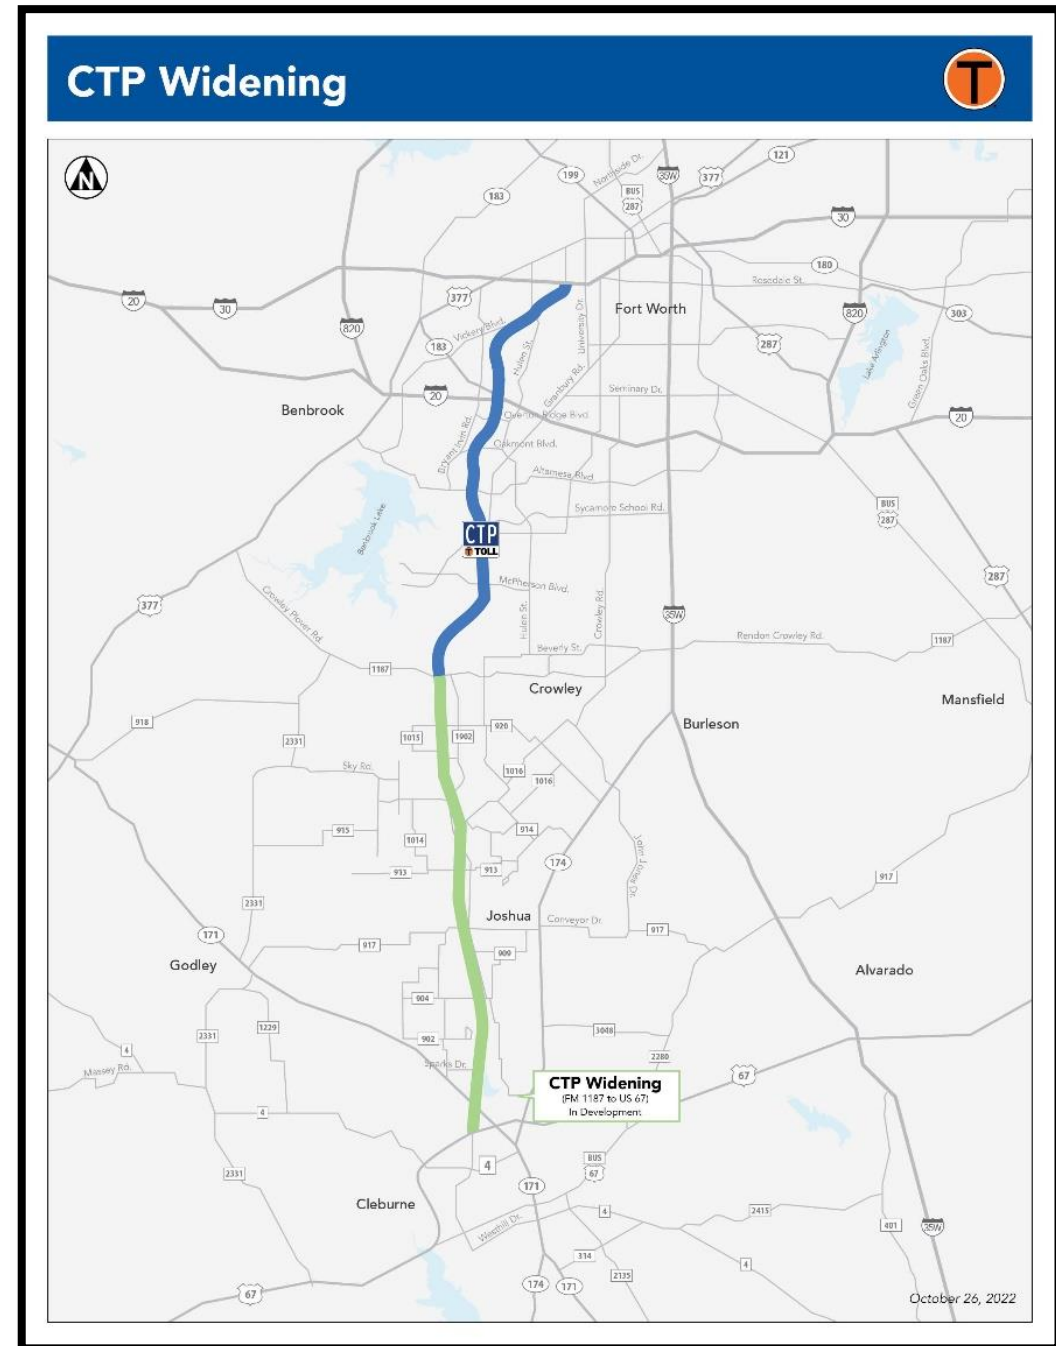 CTP Widening
T
N
121
199
Northside Dr.
35W
377
183
BUS
287
30
180
Rosedale St.
20
30
377
820
Fort Worth
820
303
Vickery Blvd.
183
Hulen St.
University Dr.
287
Lake Arlington
Green Oaks Blvd.
Granbury Rd.
20
Seminary Dr.
Benbrook
Overton Ridge Blvd.
20
Bryant Irvin Rd.
Oakmont Blvd.
Altamesa Blvd.
Benbrook Lake
Sycamore School Rd.
BUS
287
CTP
TOLL
287
McPherson Blvd.
377
Crowley Plover Rd.
Hulen St.
Crowley Rd.
35W
Beverly St.
Rendon Crowley Rd.
1187
1187
Crowley
Mansfield
918
920
Burleson
2331
1015
1902
Sky Rd.
1016
1016
915
1014
914
174
913
913
917
2331
Joshua
Conveyor Dr.
917
171
917
909
Godley
Alvarado
904
2331
1229
902
3048
4
Sparks Dr.
2280
Massey Rd.
67
CTP Widening
(FM 1187 to US 67)
In Development
4
4
BUS
67
2331
171
Cleburne
4
2415
Westhill Dr.
401
35W
314
4
2135
67
174
171
October 26, 2022